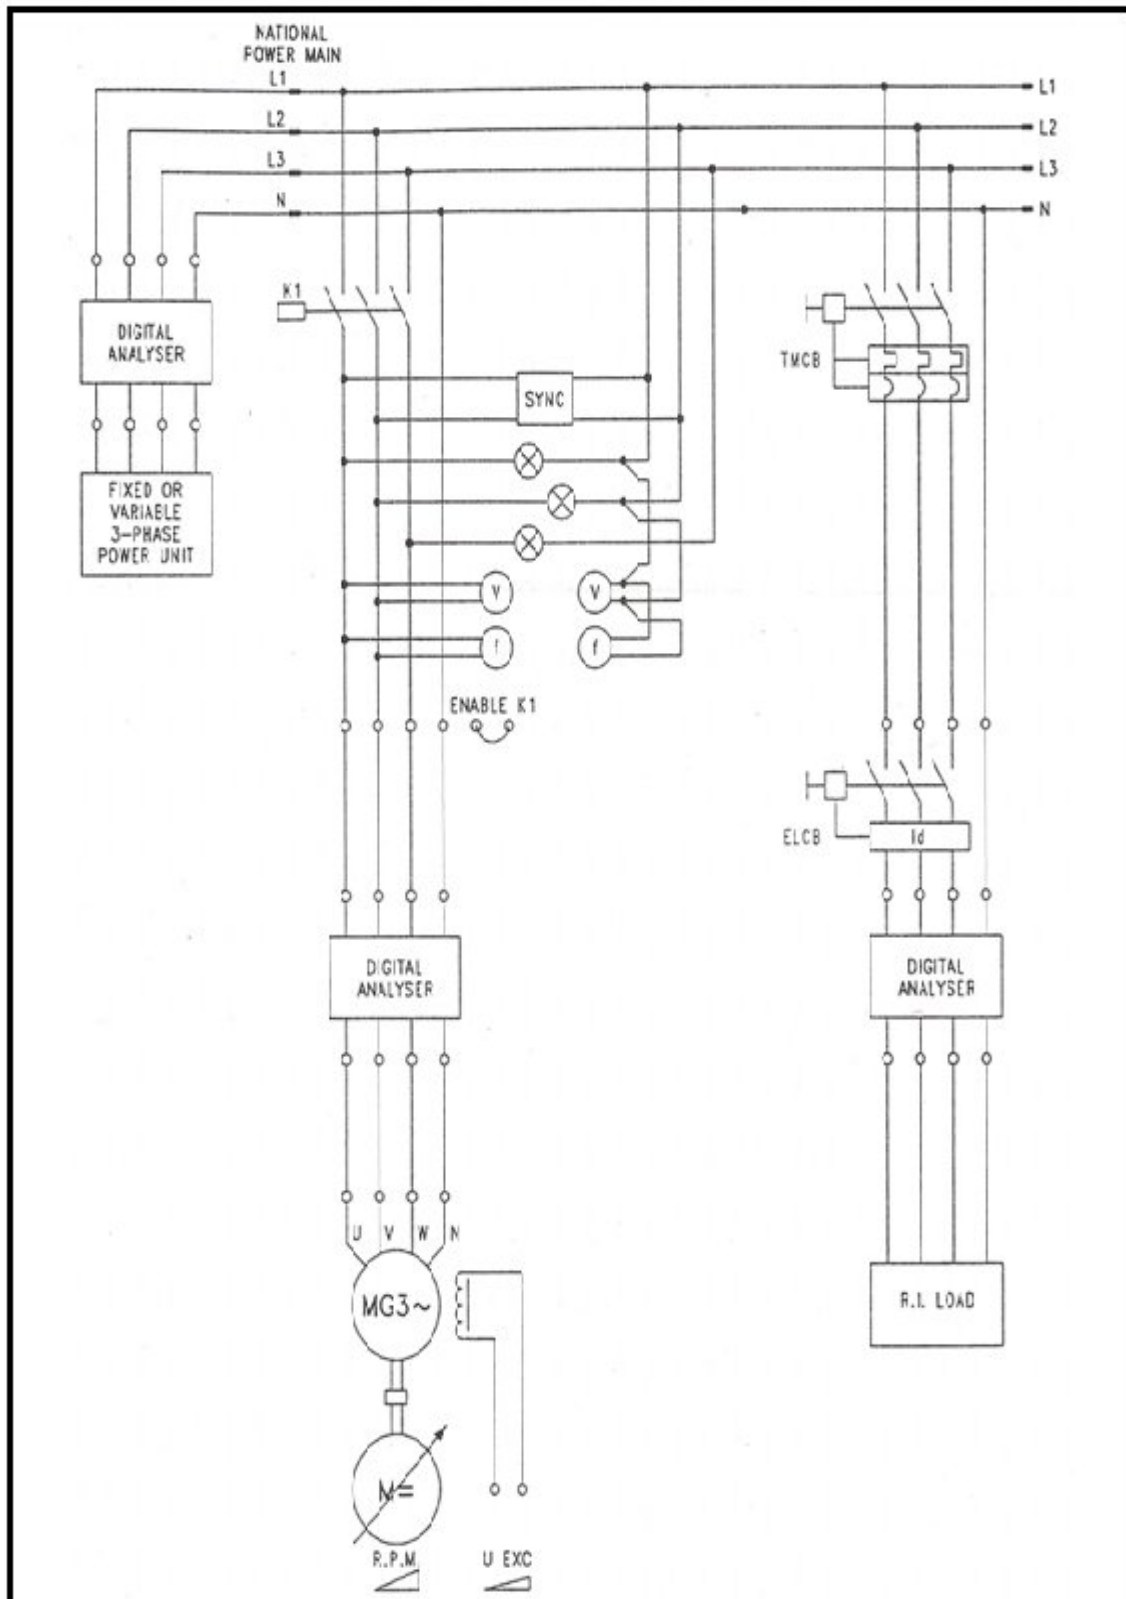 NATIONAL
POWER MAIN
L1
L1
L2
L2
L3
L3
N
N
K1
DIGITAL
ANALYSER
TMCB
SYNC
FIXED OR
VARIABLE
3-PHASE
POWER UNIT
V
V
f
f
ENABLE K1
ELCB
Id
DIGITAL
ANALYSER
DIGITAL
ANALYSER
U
V
W
N
MG3~
R.I. LOAD
M=
R.P.M.
U EXC